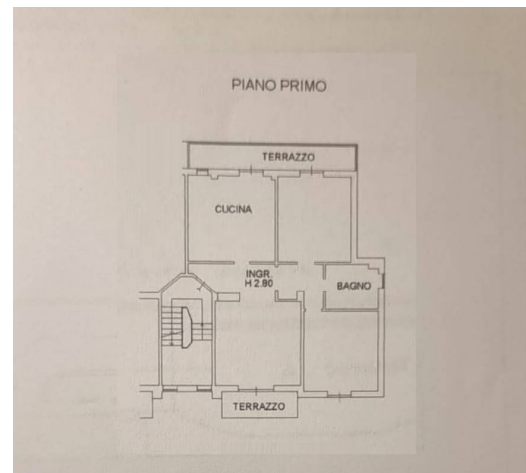 PIANO PRIMO
TERRAZZO
CUCINA
INGR.
H 2.80
BAGNO
TERRAZZO